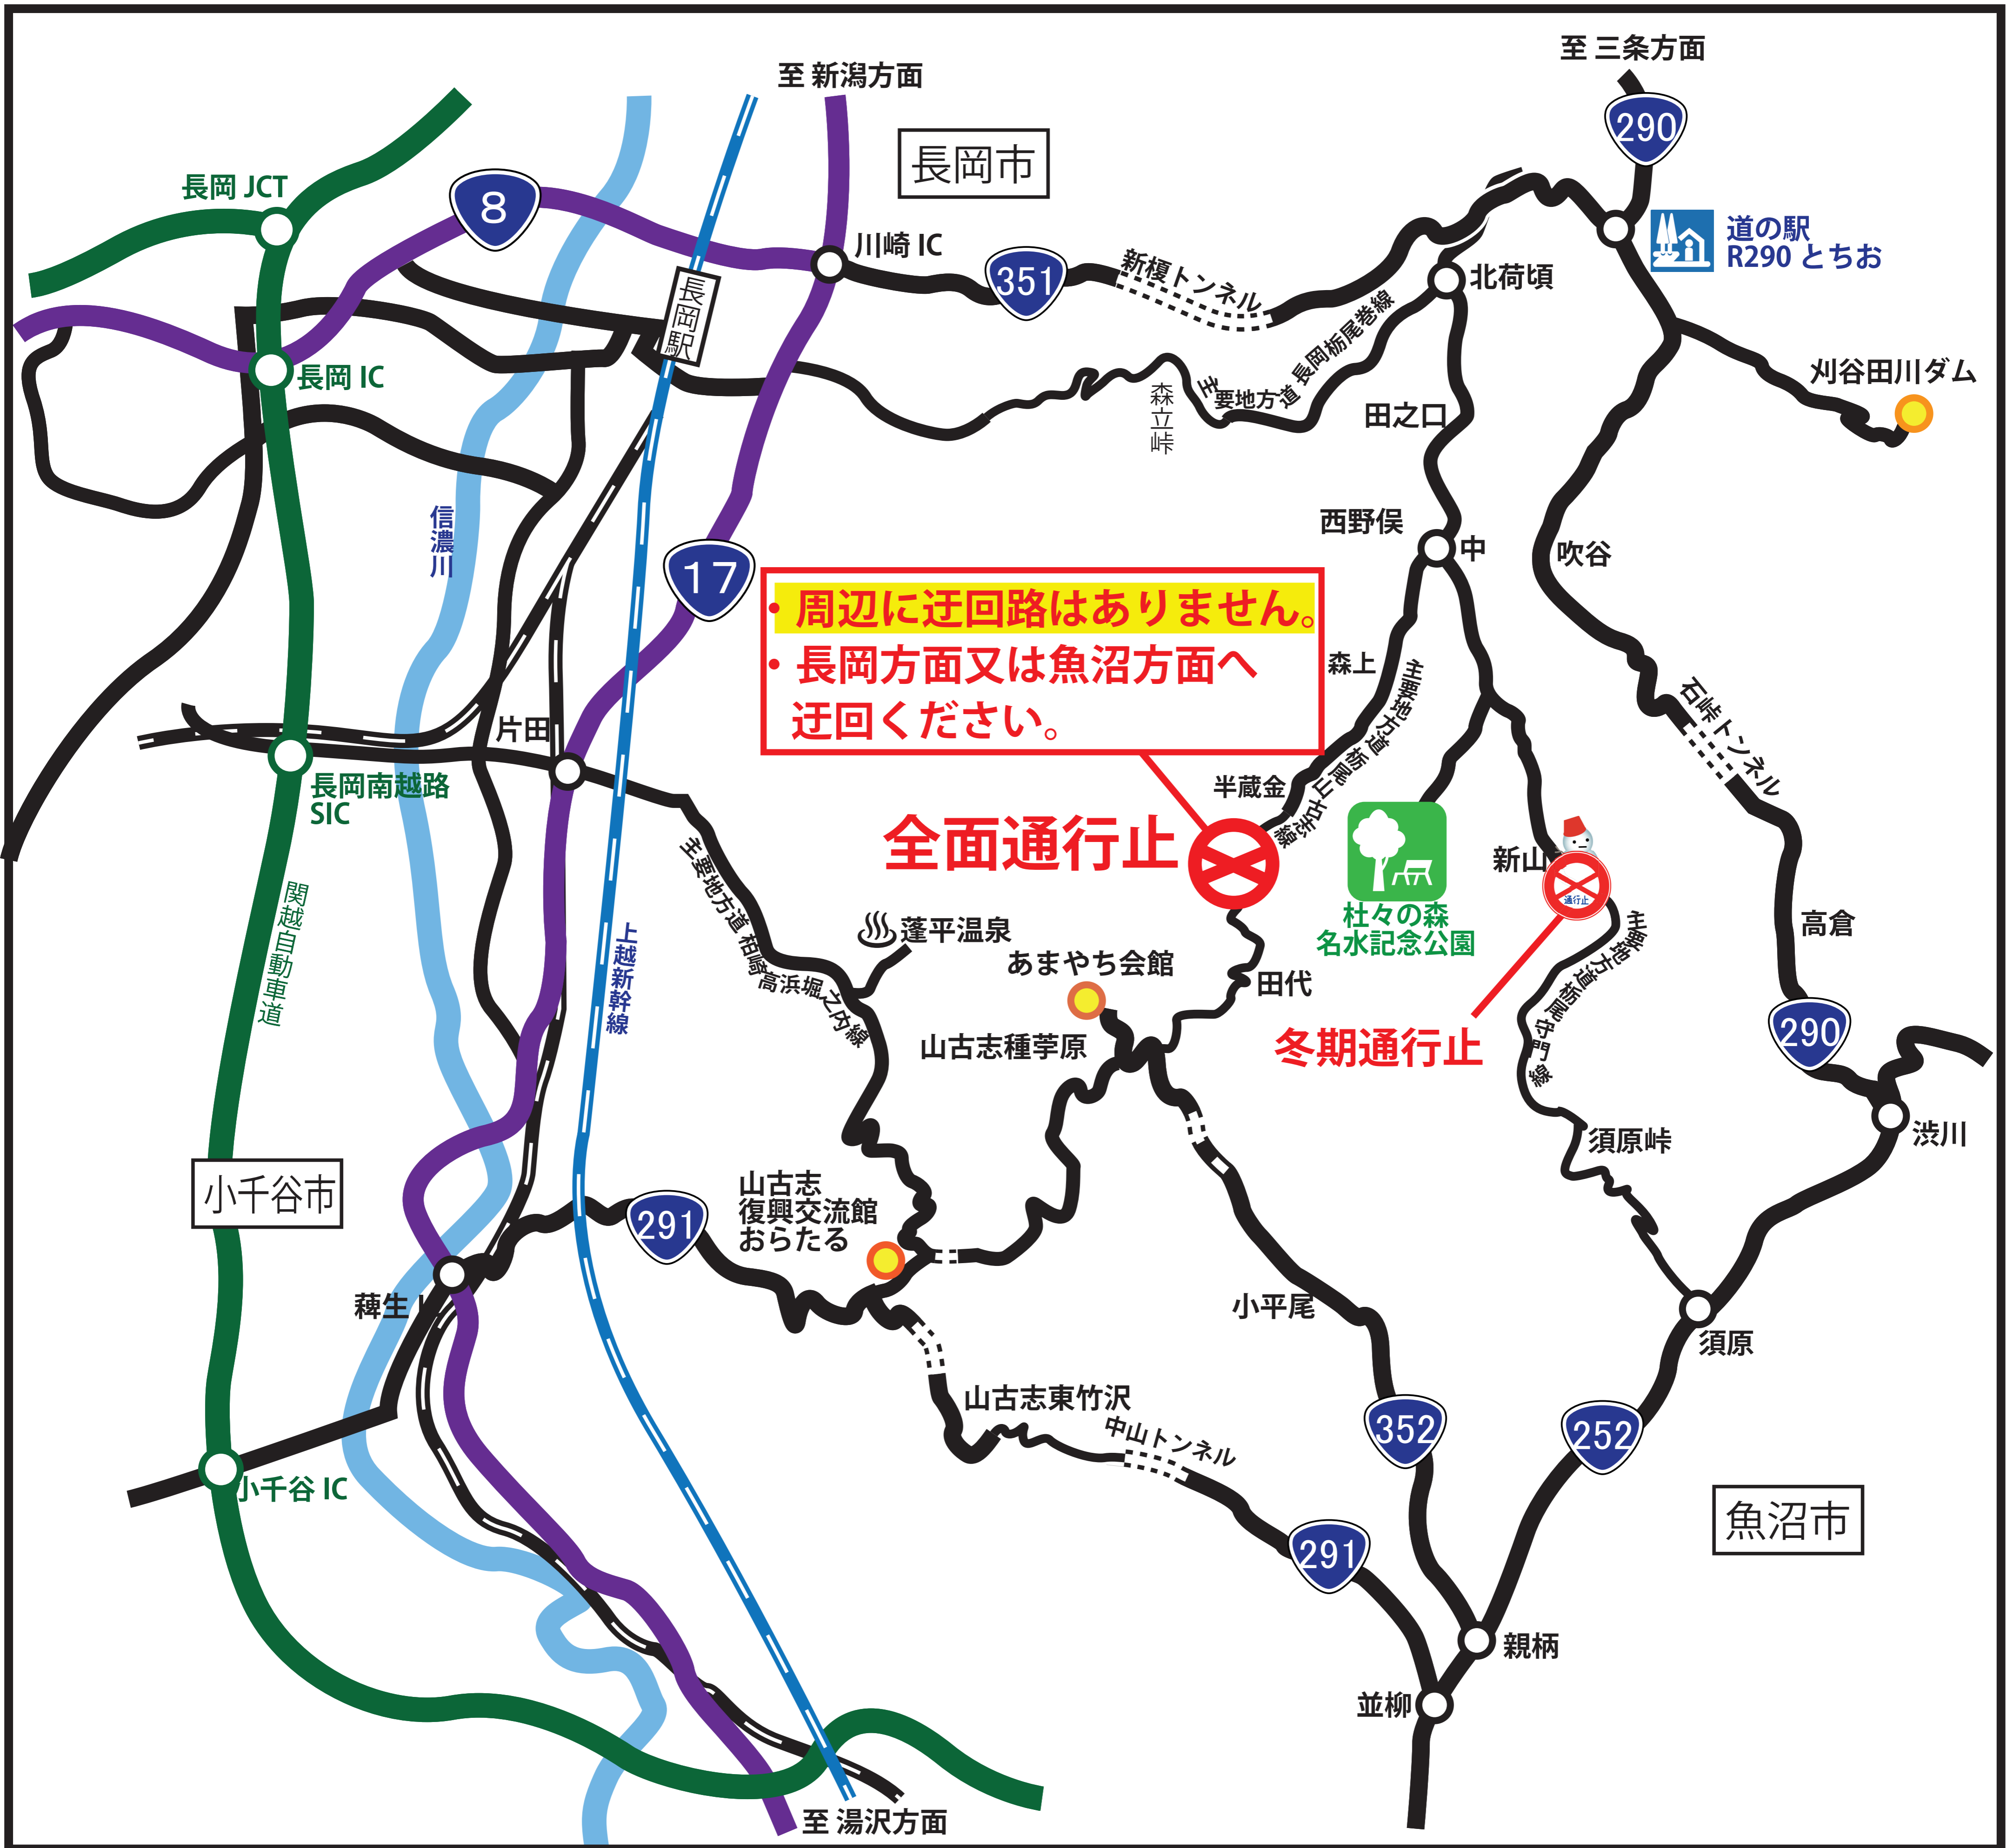 至 新潟方面
至 三条方面
290
長岡市
長岡 JCT
8
川崎 IC
351
新榎トンネル
北荷頃
道の駅
R290 とちお
長岡駅
長岡 IC
森立峠
主要地方道 長岡栃尾巻線
田之口
刈谷田川ダム
信濃川
17
西野俣
中
吹谷
・周辺に迂回路はありません。
・長岡方面又は魚沼方面へ
迂回ください。
森上
主要地方道 栃尾山古志線
石峠トンネル
片田
長岡南越路
SIC
半蔵金
全面通行止
新山
通行止
杜々の森
名水記念公園
主要地方道 柏崎高浜堀之内線
関越自動車道
上越新幹線
蓬平温泉
あまやち会館
田代
高倉
主要地方道 栃尾守門線
山古志種苧原
冬期通行止
290
渋川
須原峠
小千谷市
山古志
復興交流館
おらたる
291
薭生 I
小平尾
須原
山古志東竹沢
中山トンネル
352
252
小千谷 IC
魚沼市
291
親柄
並柳
至 湯沢方面